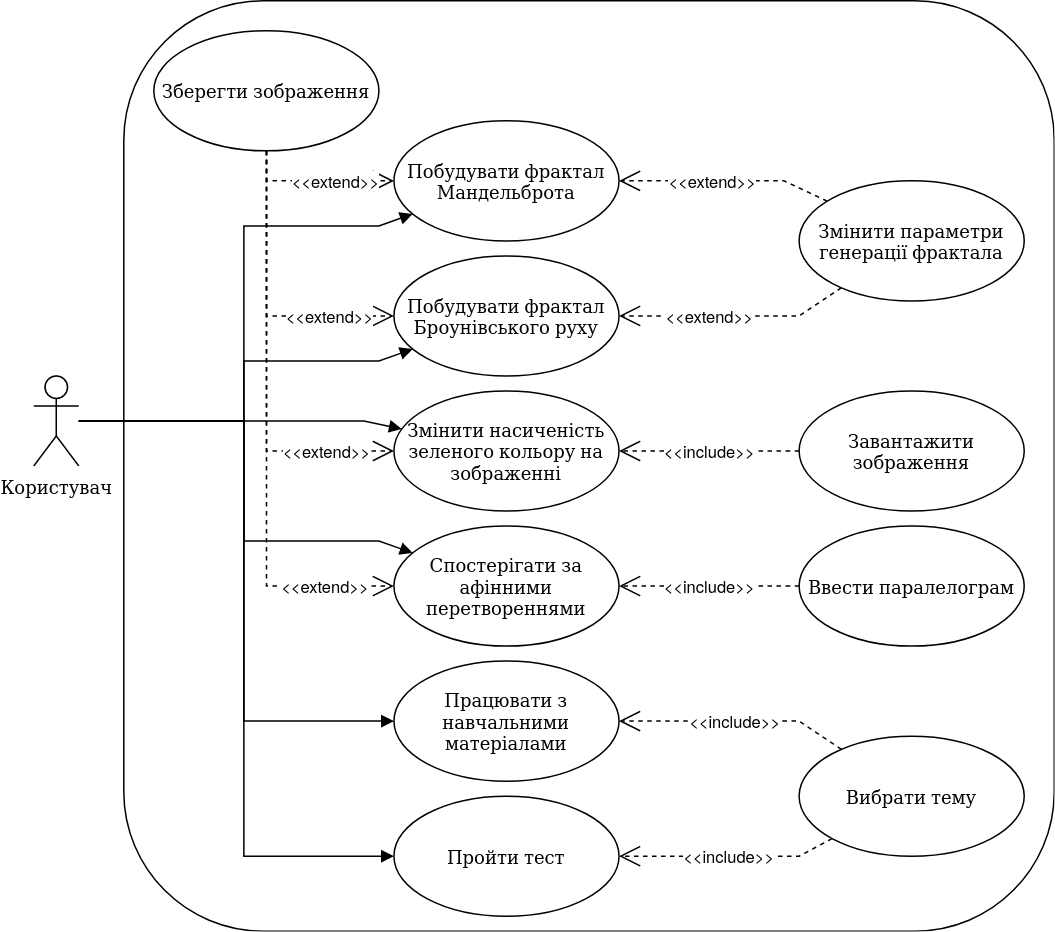 Зберегти зображення
Побудувати фрактал
Мандельброта
<<extend>>
<<extend>>
Змінити параметри
генерації фрактала
Побудувати фрактал
Броунівського руху
<<extend>>
<<extend>>
Користувач
Змінити насиченість
зеленого кольору на
зображенні
<<extend>>
<<include>>
Завантажити
зображення
Спостерігати за
афінними
перетвореннями
<<extend>>
<<include>>
Ввести паралелограм
Працювати з
навчальними
матеріалами
<<include>>
Вибрати тему
Пройти тест
<<include>>